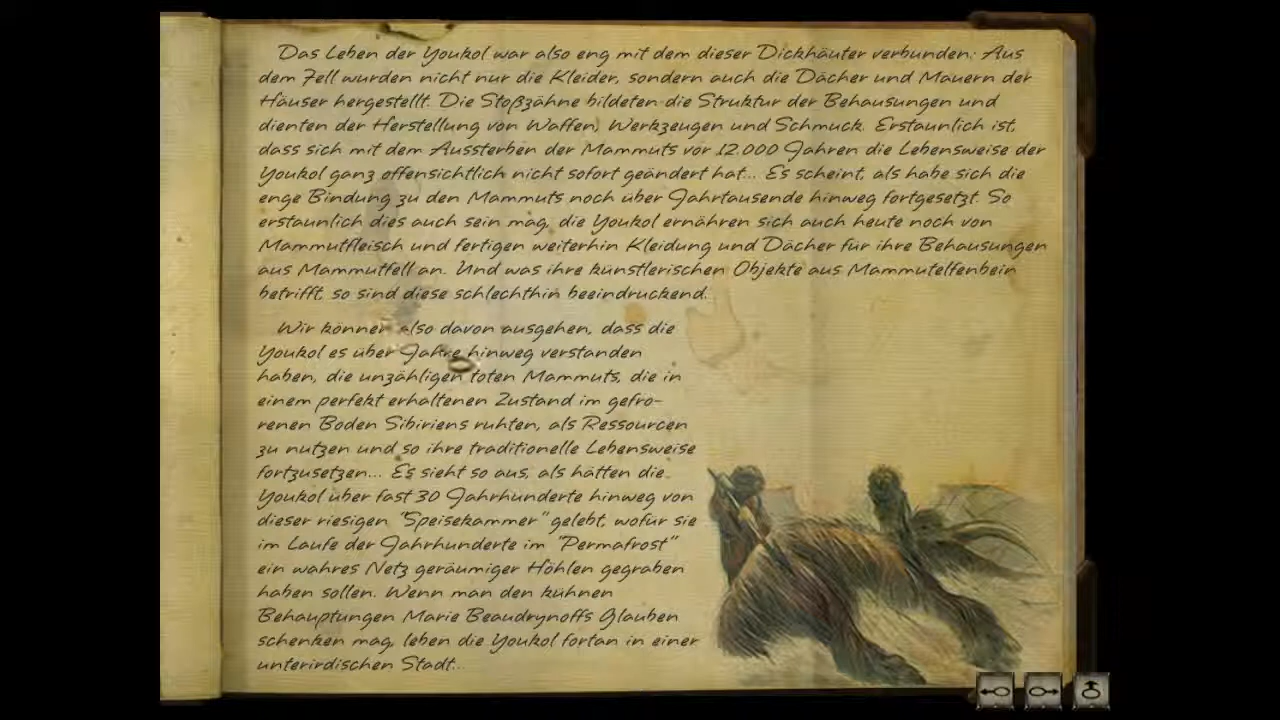 Das Leben der Youkol war also eng mit dem dieser Dickhäuter verbunden: Aus
dem Fell wurden nicht nur die Kleider, sondern auch die Dächer und Mauern der
Häuser hergestellt. Die Stoßzähne bildeten die Struktur der Behausungen und
dienten der Herstellung von Waffen, Werkzeugen und Schmuck. Erstaunlich ist,
dass sich mit dem Aussterben der Mammuts vor 12.000 Jahren die Lebensweise der
Youkol ganz offensichtlich nicht sofort geändert hat... Es scheint, als habe sich die
enge Bindung zu den Mammuts noch über Jahrtausende hinweg fortgesetzt. So
erstaunlich dies auch sein mag, die Youkol ernähren sich auch heute noch von
Mammutfleisch und fertigen weiterhin Kleidung und Dächer für ihre Behausungen
aus Mammutfell an. Und was ihre künstlerischen Objekte aus Mammutelfenbein
betrifft, so sind diese schlechthin beeindruckend.
Wir können also davon ausgehen, dass die
Youkol es über Jahre hinweg verstanden
haben, die unzähligen toten Mammuts, die in
einem perfekt erhaltenen Zustand im gefro-
renen Boden Sibiriens ruhten, als Ressourcen
zu nutzen und so ihre traditionelle Lebensweise
fortzusetzen... Es sieht so aus, als hätten die
Youkol über fast 30 Jahrhunderte hinweg von
dieser riesigen "Speisekammer" gelebt, wofür sie
im Laufe der Jahrhunderte im "Permafrost"
ein wahres Netz geräumiger Höhlen gegraben
haben sollen. Wenn man den kühnen
Behauptungen Marie Beaudrynoffs Glauben
schenken mag, leben die Youkol fortan in einer
unterirdischen Stadt...